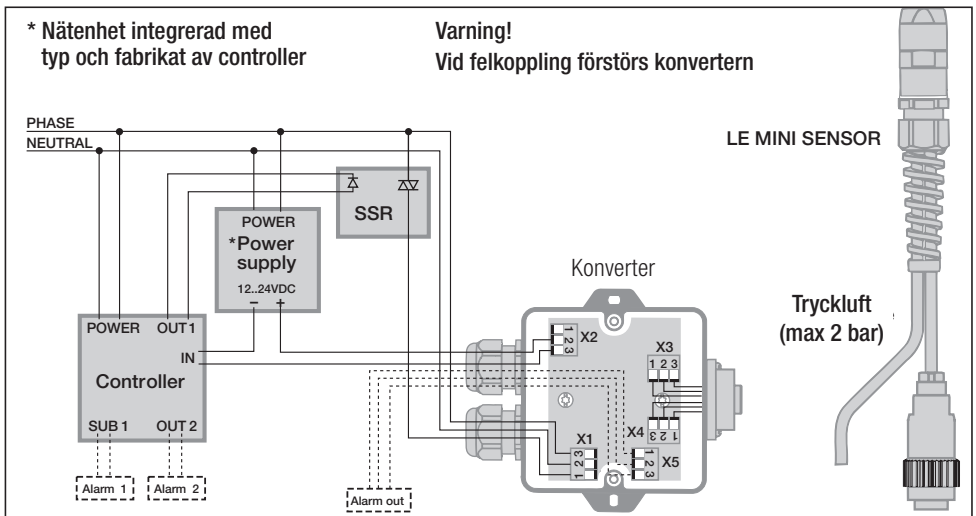 * Nätenhet integrerad med
typ och fabrikat av controller
Varning!
Vid felkoppling förstörs konvertern
PHASE
NEUTRAL
LE MINI SENSOR
SSR
POWER
*Power
supply
12..24VDC
− +
Konverter
Tryckluft
(max 2 bar)
POWER OUT1
IN
Controller
SUB 1 OUT 2
Alarm 1
Alarm 2
Alarm out
1
2
3
X2
X3
1 2 3
X4
1 2 3
X1
3
2
1
X5
1
2
3